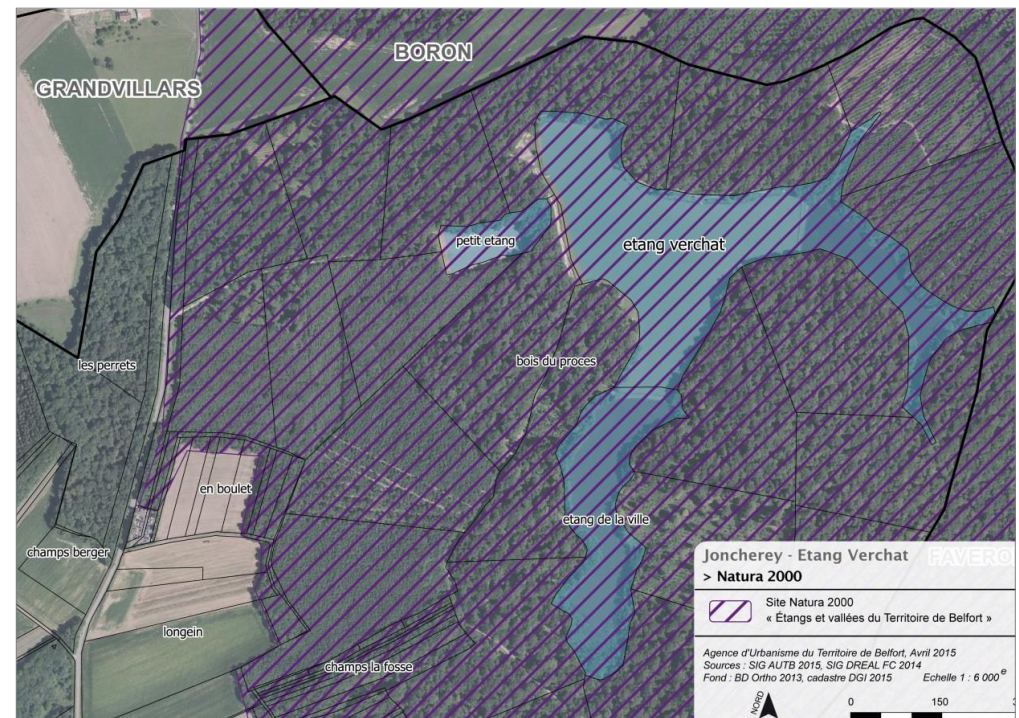 BORON
GRANDVILLARS
petit etang
etang verchat
bois du proces
les perrets
en boulet
etang de la ville
champs berger
longein
champs la fosse
Joncherey - Etang Verchat
> Natura 2000
Site Natura 2000
« Étangs et vallées du Territoire de Belfort »
Agence d'Urbanisme du Territoire de Belfort, Avril 2015
Sources : SIG AUTB 2015, SIG DREAL FC 2014
Fond : BD Ortho 2013, cadastre DGI 2015 Echelle 1 : 6 000 e
NORD
0 150